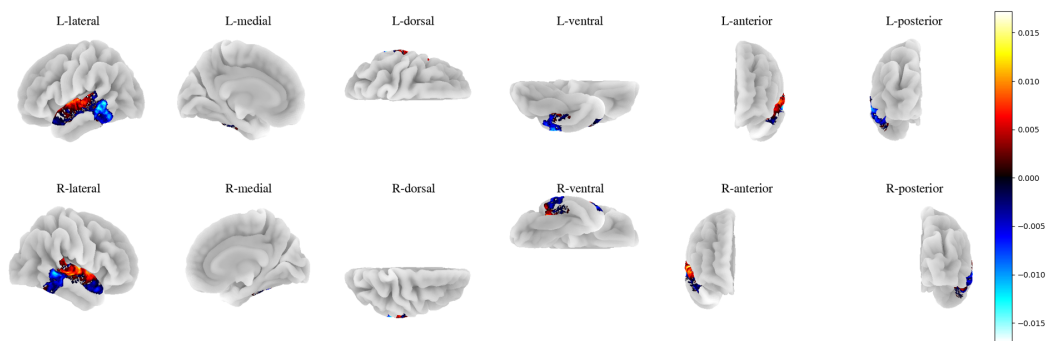 L-lateral
L-medial
L-dorsal
L-ventral
L-anterior
L-posterior
R-lateral
R-medial
R-dorsal
R-ventral
R-anterior
R-posterior
0.015
0.010
0.005
0.000
−0.005
−0.010
−0.015